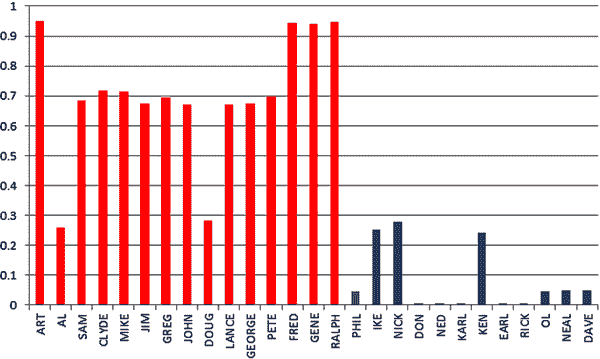 1
0.9
0.8
0.7
0.6
0.5
0.4
0.3
0.2
0.1
0
ART
AL
SAM
CLYDE
MIKE
JIM
GREG
JOHN
DOUG
LANCE
GEORGE
PETE
FRED
GENE
RALPH
PHIL
IKE
NICK
DON
NED
KARL
KEN
EARL
RICK
OL
NEAL
DAVE